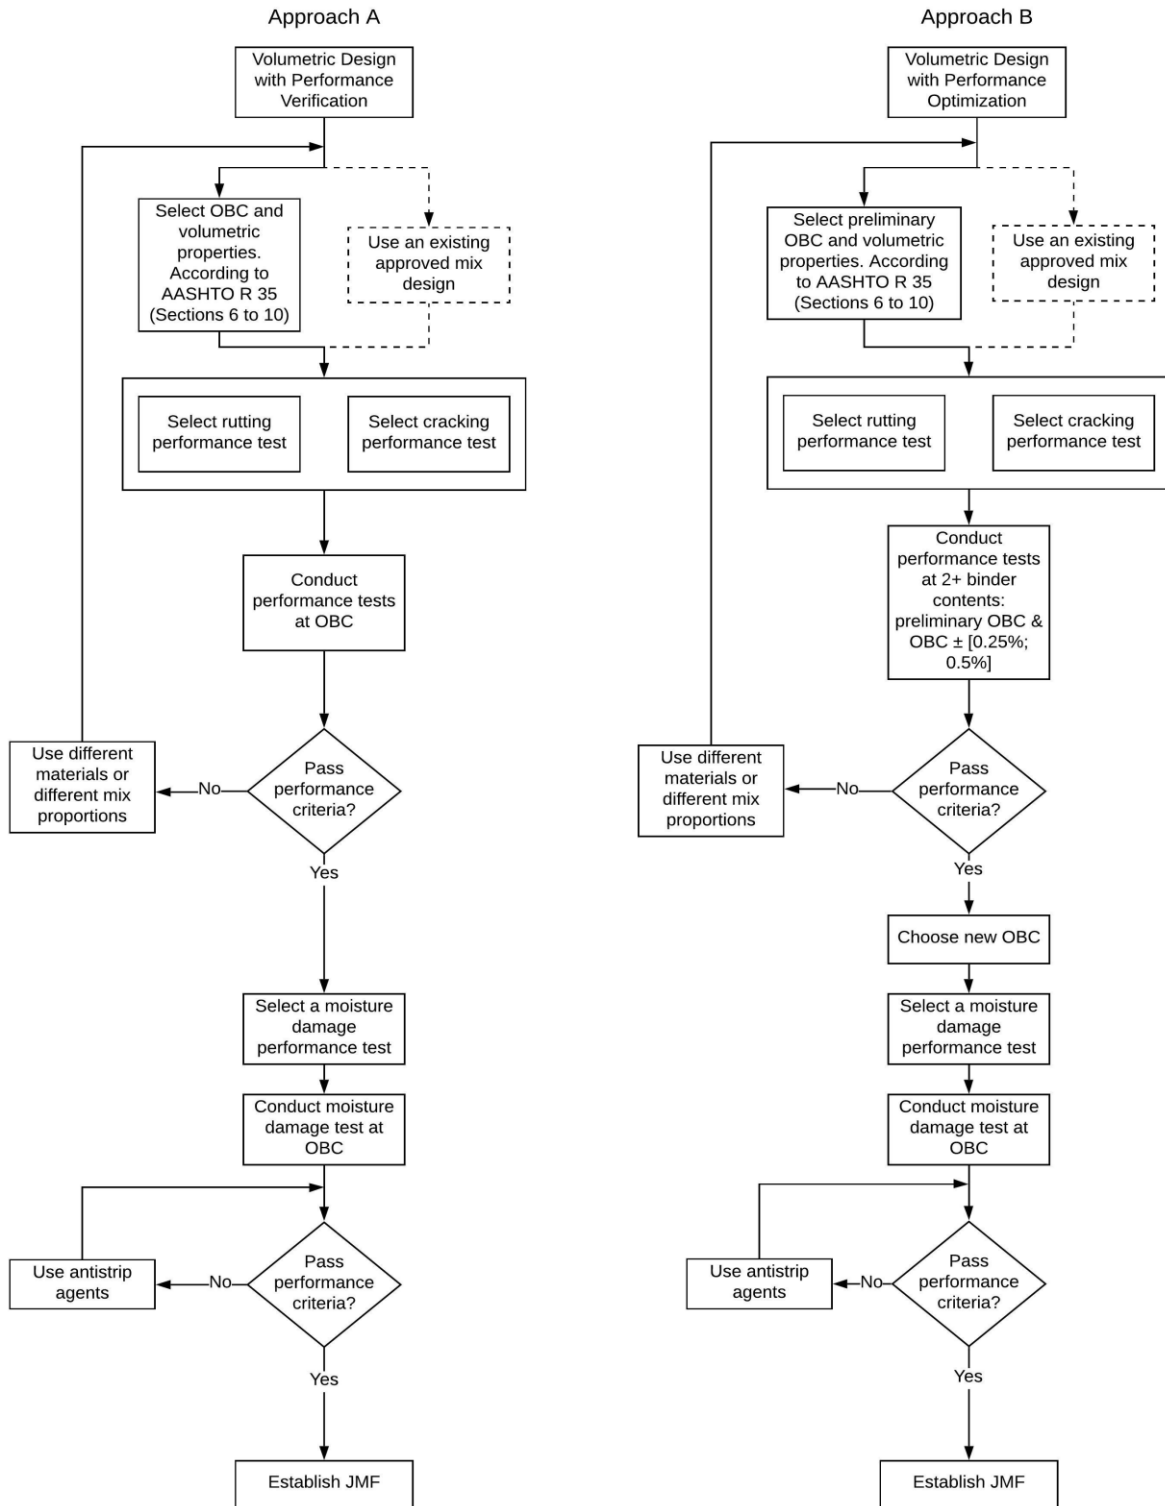 Approach A
Volumetric Design
with Performance
Verification
Select OBC and
volumetric
properties.
According to
AASHTO R 35
(Sections 6 to 10)
Use an existing
approved mix
design
Select rutting
performance test
Select cracking
performance test
Conduct
performance tests
at OBC
Pass
performance
criteria?
No
Use different
materials or
different mix
proportions
Yes
Select a moisture
damage
performance test
Conduct moisture
damage test at
OBC
Pass
performance
criteria?
No
Use antistrip
agents
Yes
Establish JMF
Approach B
Volumetric Design
with Performance
Optimization
Select preliminary
OBC and volumetric
properties. According
to AASHTO R 35
(Sections 6 to 10)
Use an existing
approved mix
design
Select rutting
performance test
Select cracking
performance test
Conduct
performance tests
at 2+ binder
contents:
preliminary OBC &
OBC ± [0.25%;
0.5%]
Pass
performance
criteria?
No
Use different
materials or
different mix
proportions
Yes
Choose new OBC
Select a moisture
damage
performance test
Conduct moisture
damage test at
OBC
Pass
performance
criteria?
No
Use antistrip
agents
Yes
Establish JMF